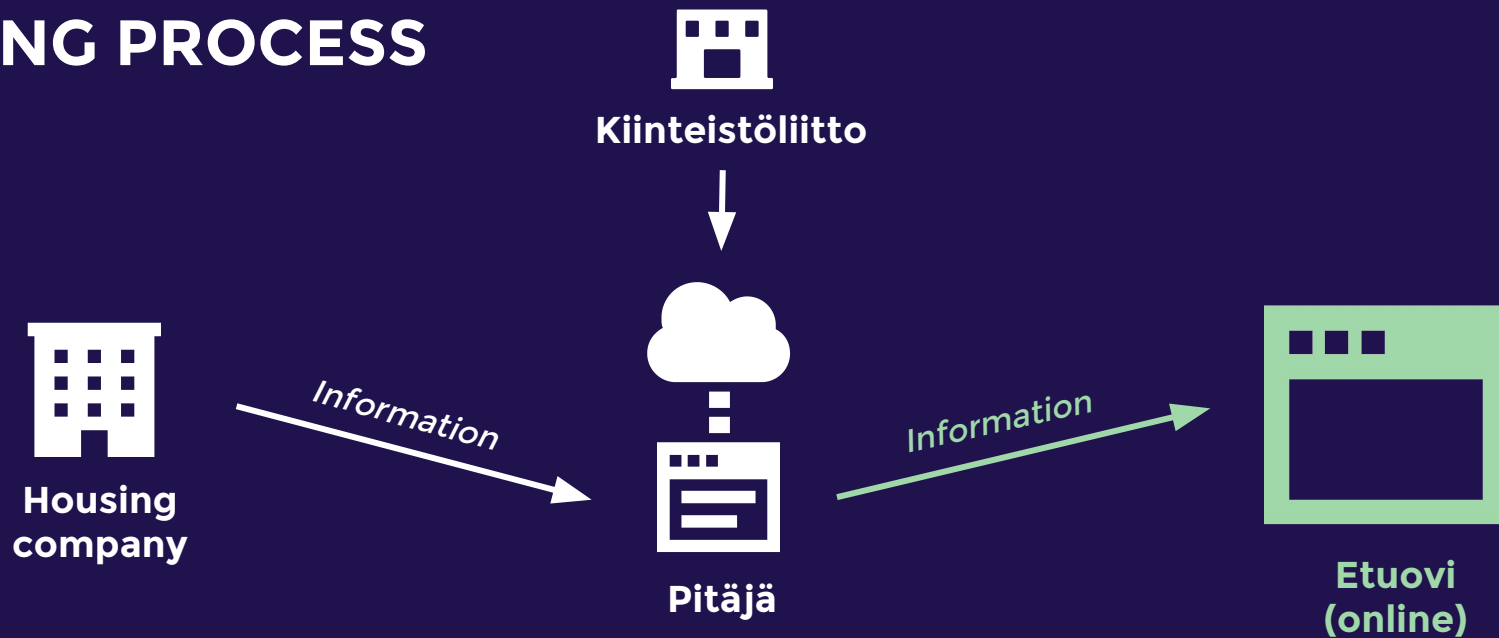 NG PROCESS
Kiinteistöliitto
Information
Information
Housing
company
Pitäjä
Etuovi
(online)